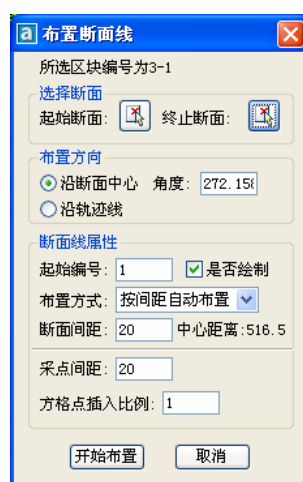 a 布置断面线
所选区块编号为3-1
选择断面
起始断面: 终止断面:
布置方向
沿断面中心 角度: 272.158
沿轨迹线
断面线属性
起始编号: 1 是否绘制
布置方式: 按间距自动布置
断面间距: 20 中心距离:516.5
采点间距: 20
方格点插入比例: 1
开始布置 取消